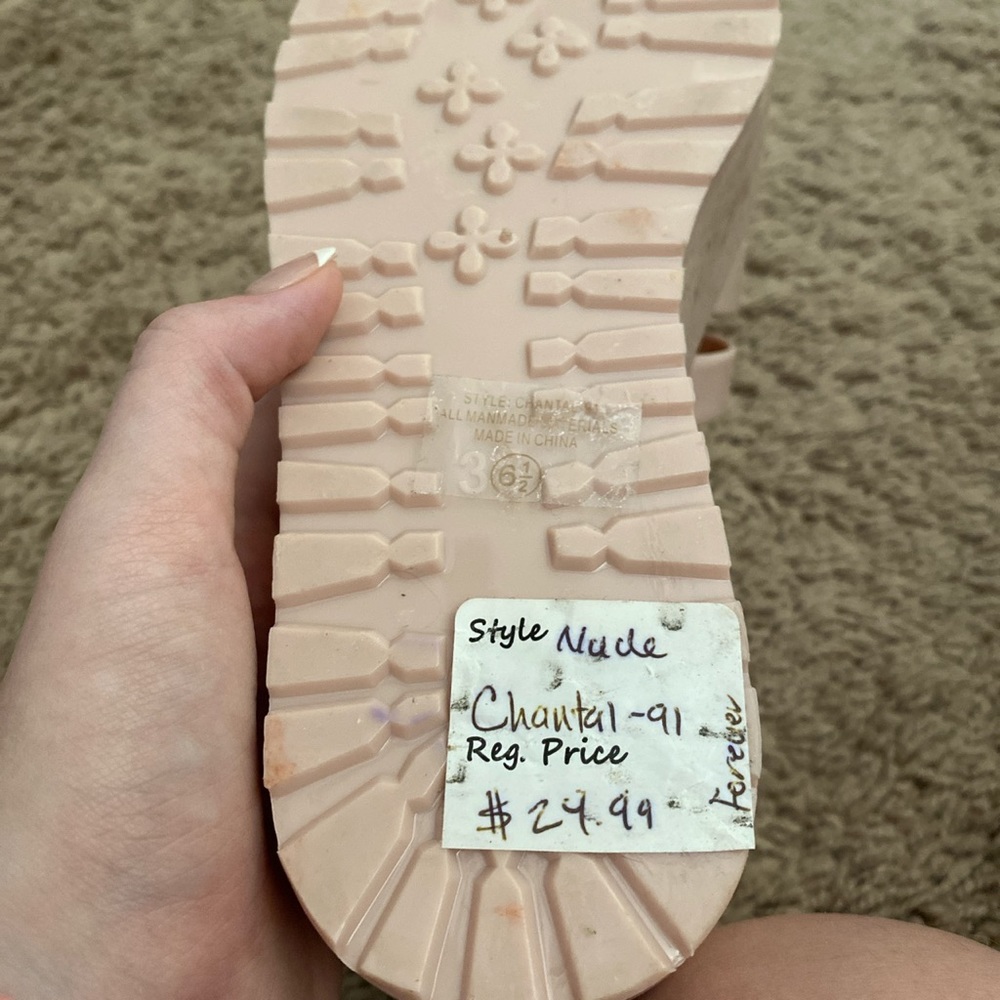 STYLE: CHANTAL-91
ALL MANMADE MATERIALS
MADE IN CHINA
3 6½
Style Nude
Chantal-91
Reg. Price
$29.99
Forever